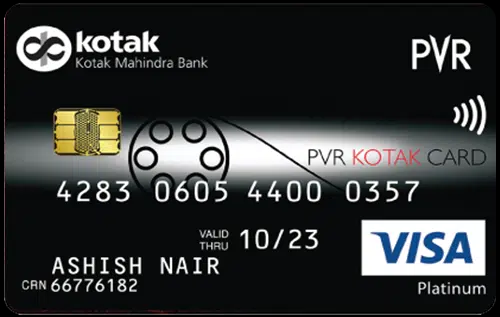 kotak
Kotak Mahindra Bank
PVR
PVR KOTAK CARD
4283 0605 4400 0357
VALID THRU 10/23
VISA
ASHISH NAIR
CRN 66776182
Platinum